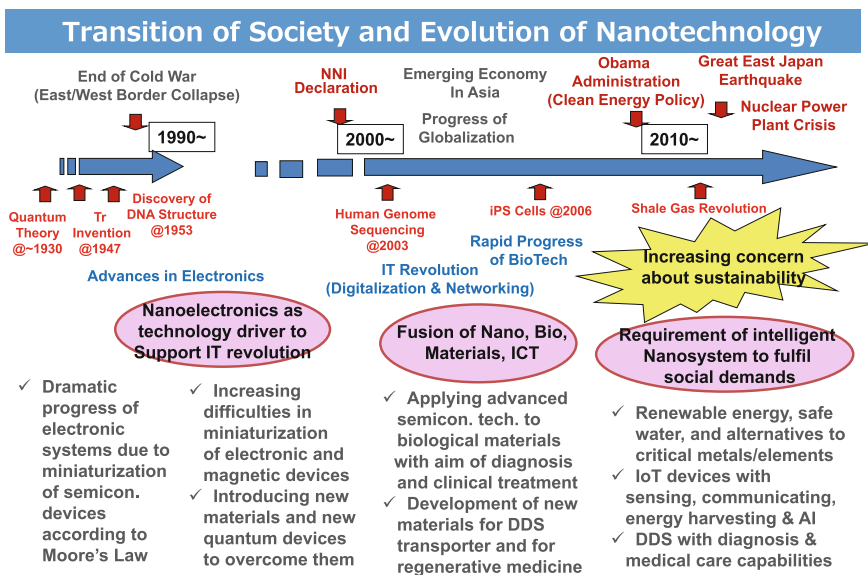 Transition of Society and Evolution of Nanotechnology
End of Cold War
(East/West Border Collapse)
NNI
Declaration
Emerging Economy
In Asia
Progress of
Globalization
Obama
Administration
(Clean Energy Policy)
Great East Japan
Earthquake
Nuclear Power
Plant Crisis
1990~
2000~
2010~
Quantum
Theory
@~1930
Tr
Invention
@1947
Discovery of
DNA Structure
@1953
Human Genome
Sequencing
@2003
iPS Cells @2006
Shale Gas Revolution
Advances in Electronics
IT Revolution
(Digitalization & Networking)
Rapid Progress
of BioTech
Increasing concern
about sustainability
Nanoelectronics as
technology driver to
Support IT revolution
Fusion of Nano, Bio,
Materials, ICT
Requirement of intelligent
Nanosystem to fulfil
social demands
✓ Dramatic
progress of
electronic
systems due to
miniaturization
of semicon.
devices
according to
Moore's Law
✓ Increasing
difficulties in
miniaturization
of electronic and
magnetic devices
✓ Introducing new
materials and new
quantum devices
to overcome them
✓ Applying advanced
semicon. tech. to
biological materials
with aim of diagnosis
and clinical treatment
✓ Development of new
materials for DDS
transporter and for
regenerative medicine
✓ Renewable energy, safe
water, and alternatives to
critical metals/elements
✓ IoT devices with
sensing, communicating,
energy harvesting & AI
✓ DDS with diagnosis &
medical care capabilities